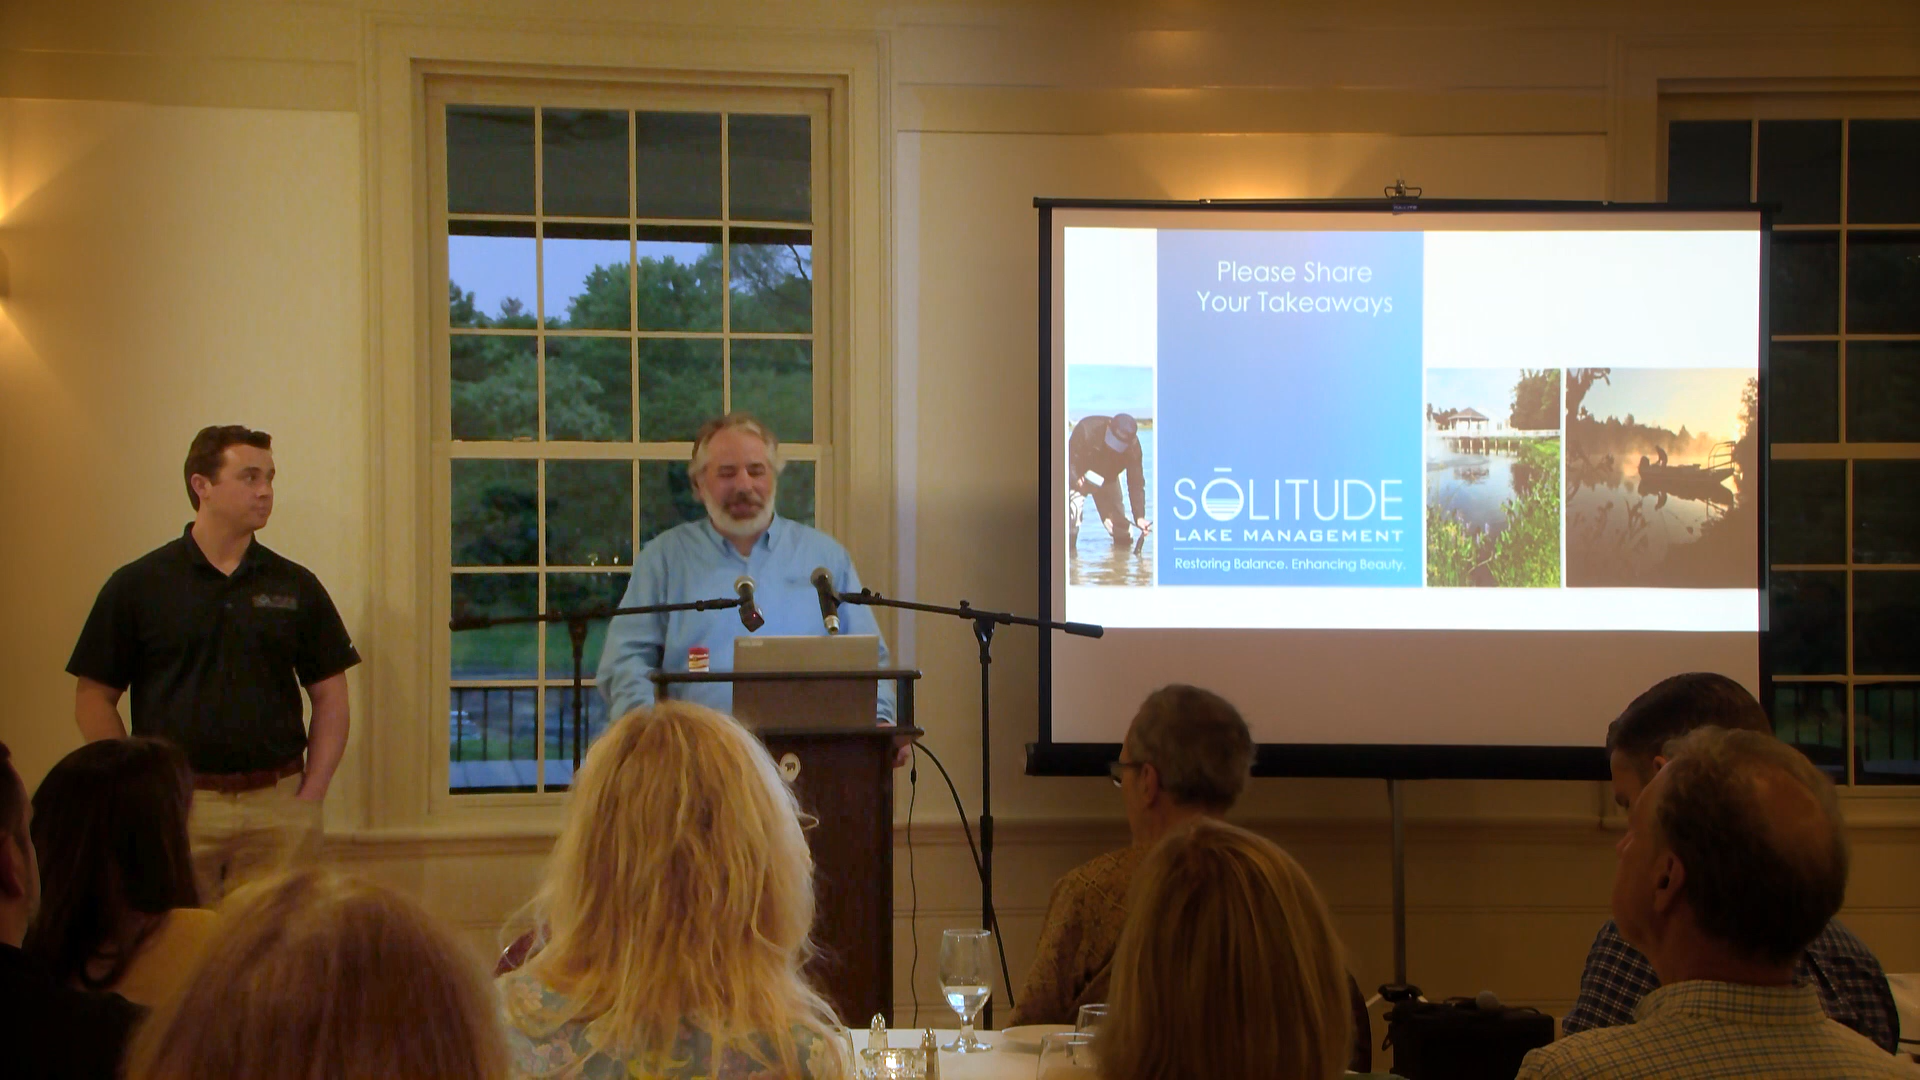 Please Share
Your Takeaways
SŌLITUDE
LAKE MANAGEMENT
Restoring Balance. Enhancing Beauty.